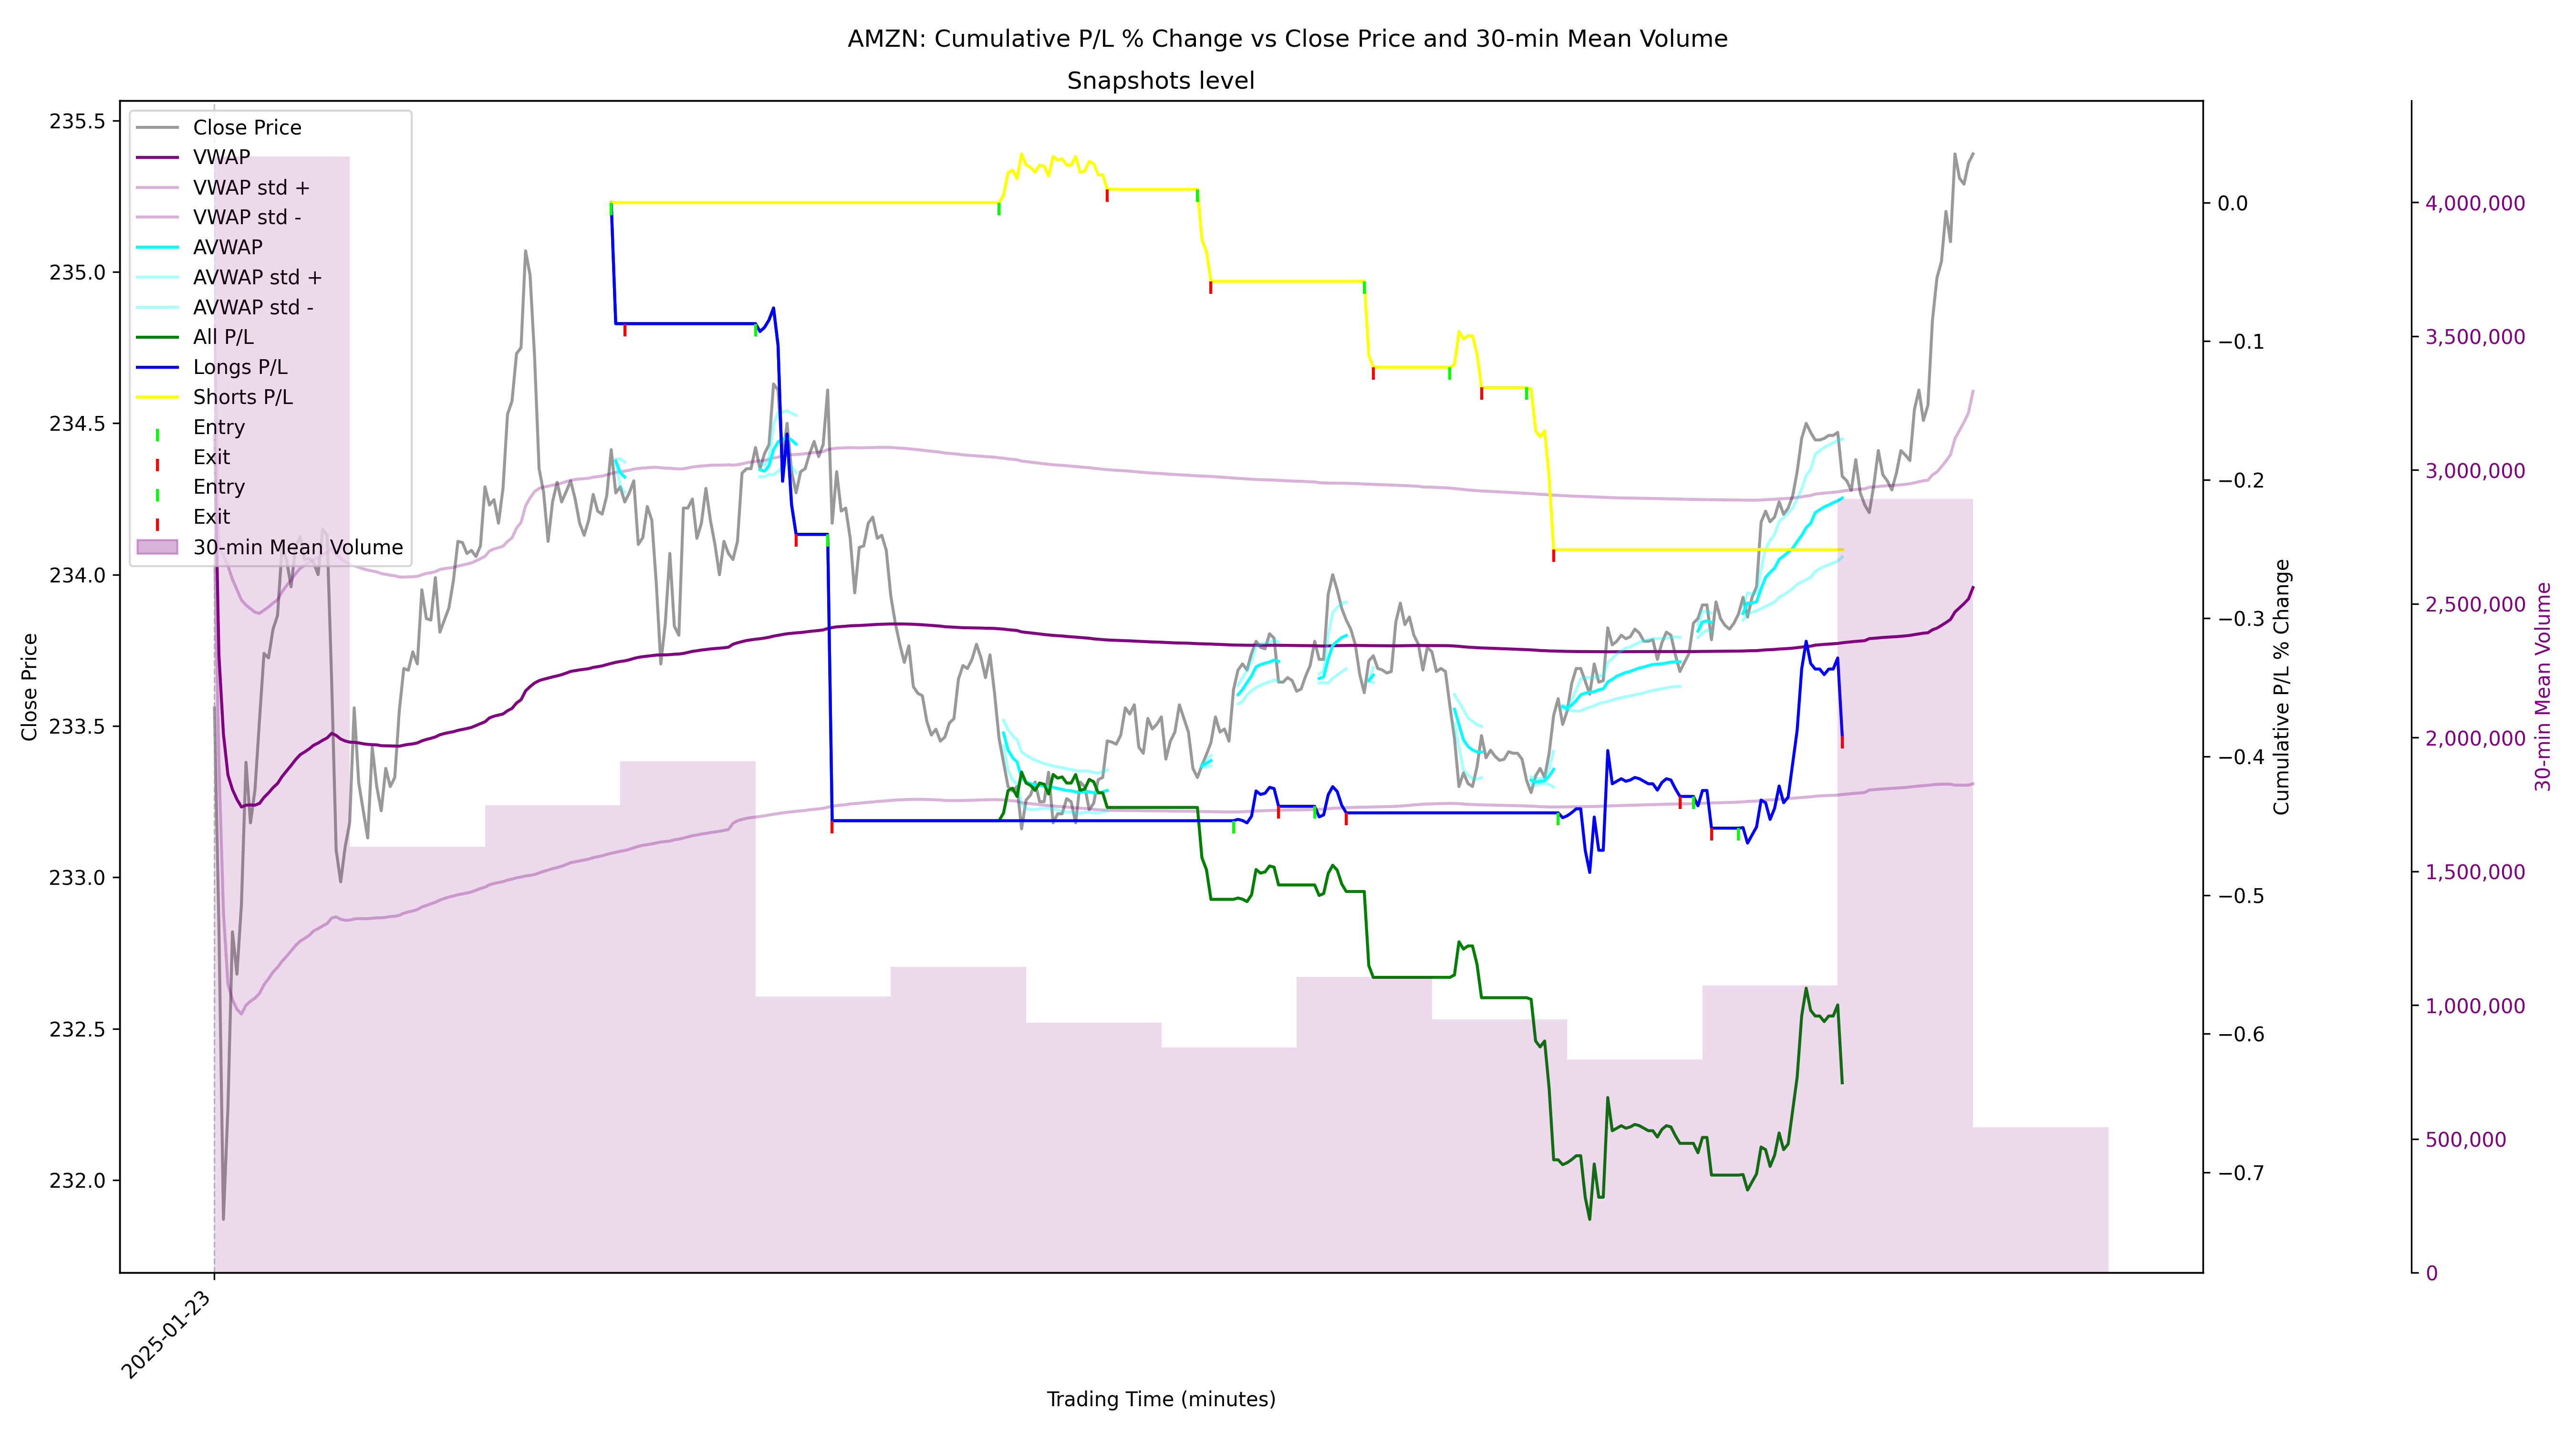 AMZN: Cumulative P/L % Change vs Close Price and 30-min Mean Volume
Snapshots level
Close Price
VWAP
VWAP std +
VWAP std -
AVWAP
AVWAP std +
AVWAP std -
All P/L
Longs P/L
Shorts P/L
Entry
Exit
Entry
Exit
30-min Mean Volume
235.5
235.0
234.5
234.0
233.5
233.0
232.5
232.0
Close Price
0.0
−0.1
−0.2
−0.3
−0.4
−0.5
−0.6
−0.7
Cumulative P/L % Change
4,000,000
3,500,000
3,000,000
2,500,000
2,000,000
1,500,000
1,000,000
500,000
0
30-min Mean Volume
2025-01-23
Trading Time (minutes)